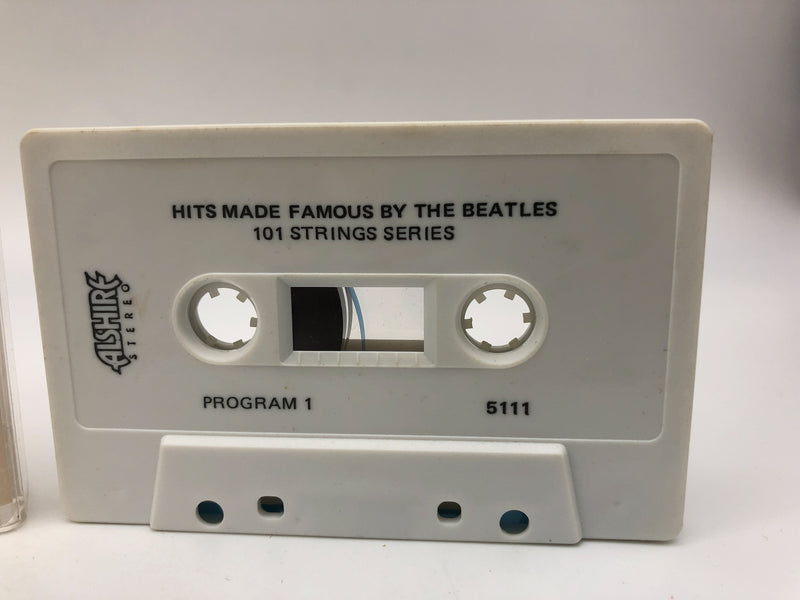 HITS MADE FAMOUS BY THE BEATLES
101 STRINGS SERIES
ALSHIRE
STEREO
PROGRAM 1
5111